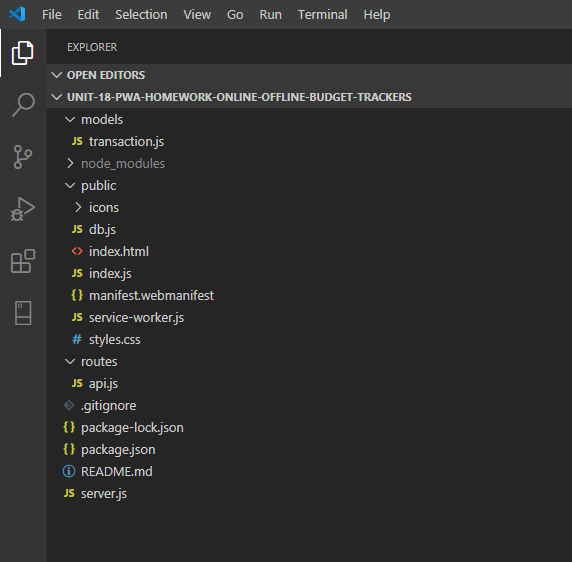 File Edit Selection View Go Run Terminal Help
EXPLORER
OPEN EDITORS
UNIT-18-PWA-HOMEWORK-ONLINE-OFFLINE-BUDGET-TRACKERS
models
JS transaction.js
node_modules
public
icons
JS db.js
<> index.html
JS index.js
{} manifest.webmanifest
JS service-worker.js
# styles.css
routes
JS api.js
.gitignore
{} package-lock.json
{} package.json
README.md
JS server.js